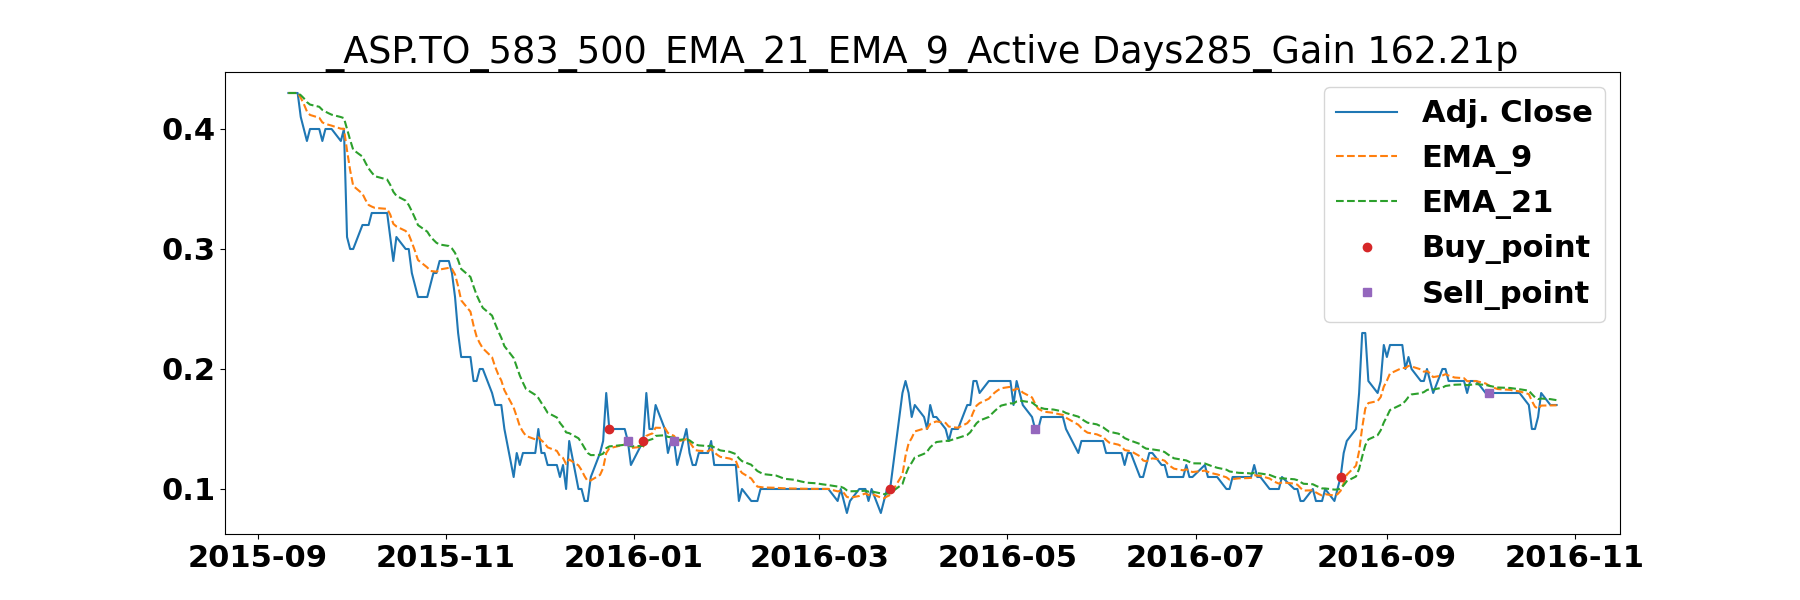 _ASP.TO_583_500_EMA_21_EMA_9_Active Days285_Gain 162.21p
Adj. Close
EMA_9
EMA_21
Buy_point
Sell_point
0.4
0.3
0.2
0.1
2015-09 2015-11 2016-01 2016-03 2016-05 2016-07 2016-09 2016-11